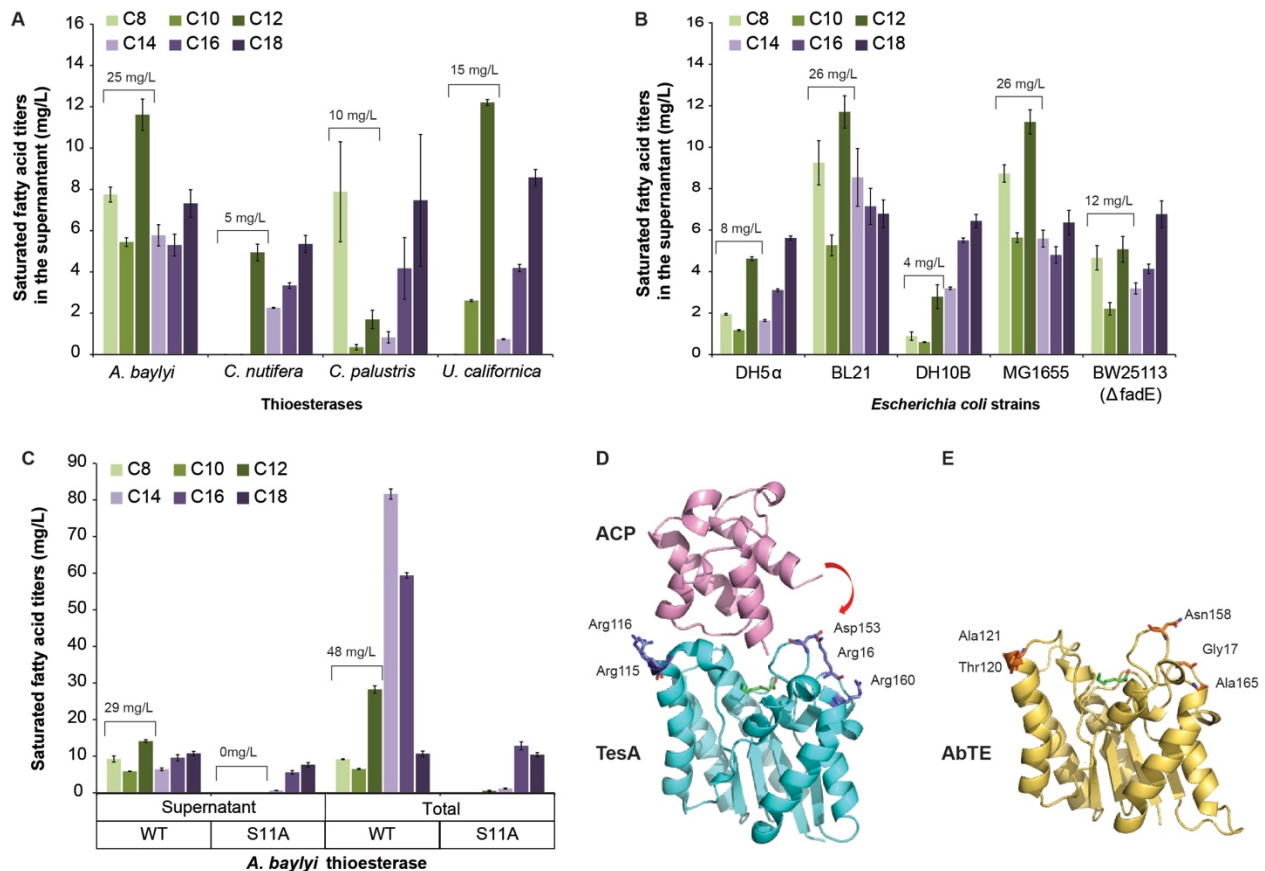 A
C8 C10 C12
C14 C16 C18
Saturated fatty acid titers
in the supernantant (mg/L)
16
14
12
10
8
6
4
2
0
25 mg/L
5 mg/L
10 mg/L
15 mg/L
A. baylyi C. nutifera C. palustris U. californica
Thioesterases
B
C8 C10 C12
C14 C16 C18
Saturated fatty acid titers
in the supernantant (mg/L)
16
14
12
10
8
6
4
2
0
8 mg/L
26 mg/L
4 mg/L
26 mg/L
12 mg/L
DH5α BL21 DH10B MG1655 BW25113
(ΔfadE)
Escherichia coli strains
C
C8 C10 C12
C14 C16 C18
Saturated fatty acid titers (mg/L)
90
80
70
60
50
40
30
20
10
0
29 mg/L
0mg/L
48 mg/L
Supernatant Total
WT S11A WT S11A
A. baylyi thioesterase
D
ACP
Arg116
Arg115
Asp153
Arg16
Arg160
TesA
E
Ala121
Thr120
Asn158
Gly17
Ala165
AbTE